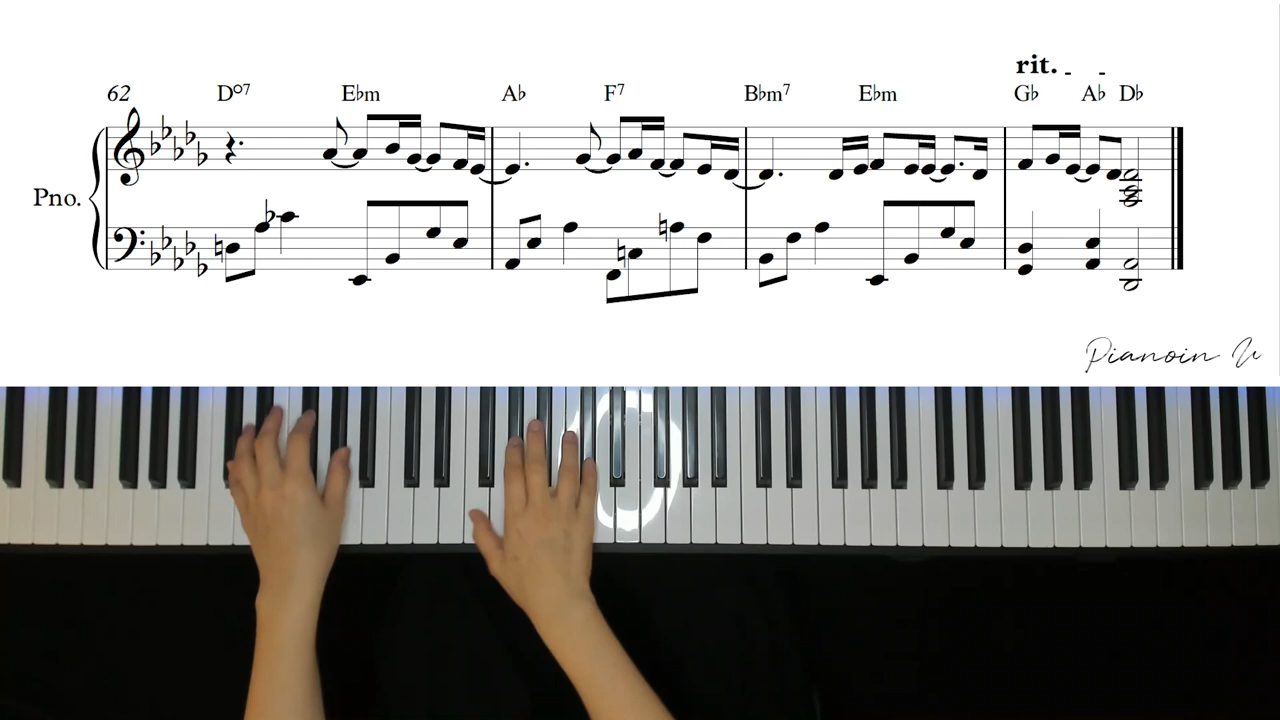 rit.
62 D°7 E♭m A♭ F7 B♭m7 E♭m G♭ A♭ D♭
Pno.
Pianoin U